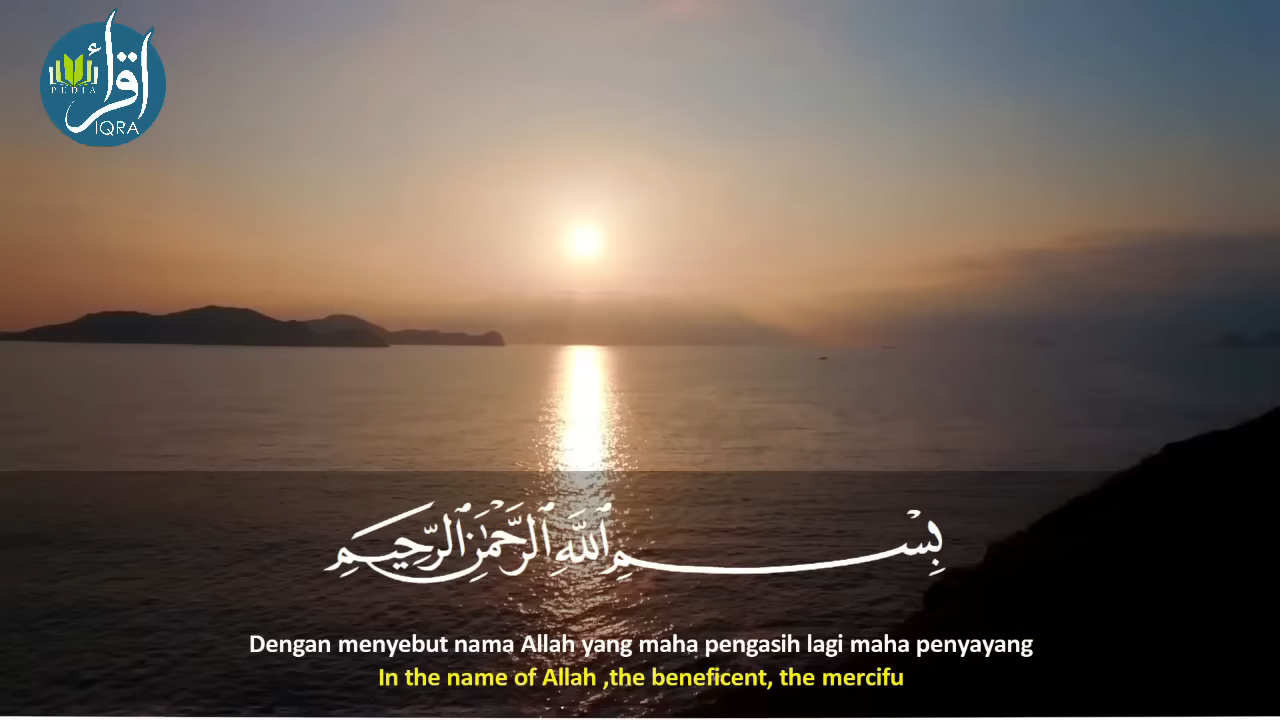 اقرأ
PEDIA
IQRA
بِسْمِ ٱللَّهِ ٱلرَّحْمَٰنِ ٱلرَّحِيمِ
Dengan menyebut nama Allah yang maha pengasih lagi maha penyayang
In the name of Allah ,the beneficent, the mercifu